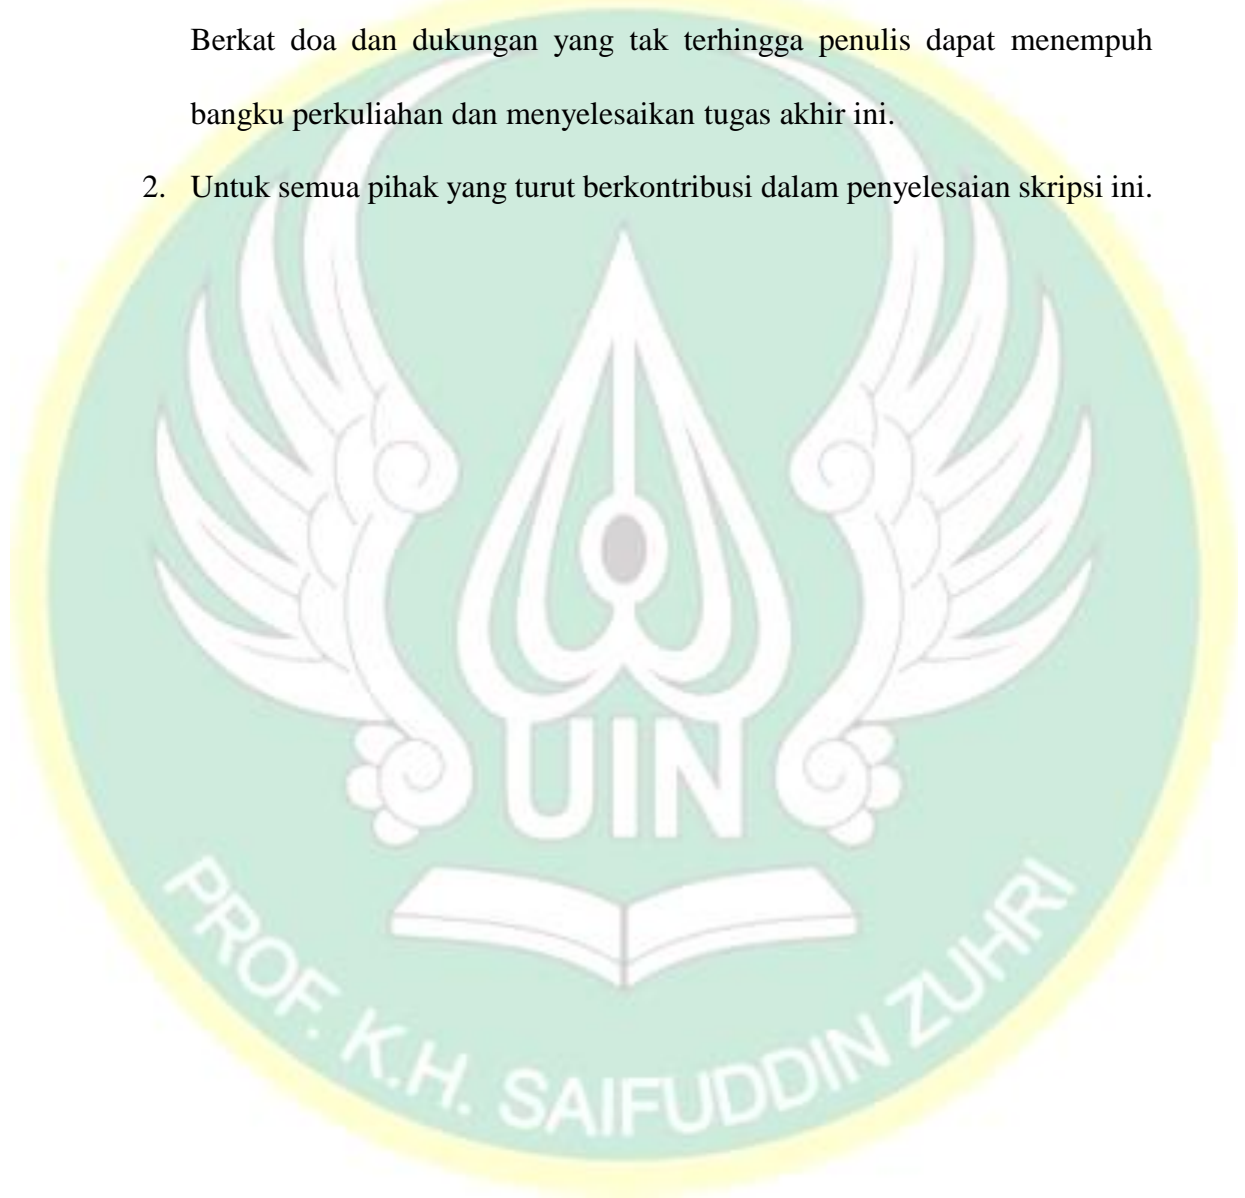 Berkat doa dan dukungan yang tak terhingga penulis dapat menempuh
bangku perkuliahan dan menyelesaikan tugas akhir ini.
2. Untuk semua pihak yang turut berkontribusi dalam penyelesaian skripsi ini.
UIN
PROF. K.H. SAIFUDDIN ZUHRI